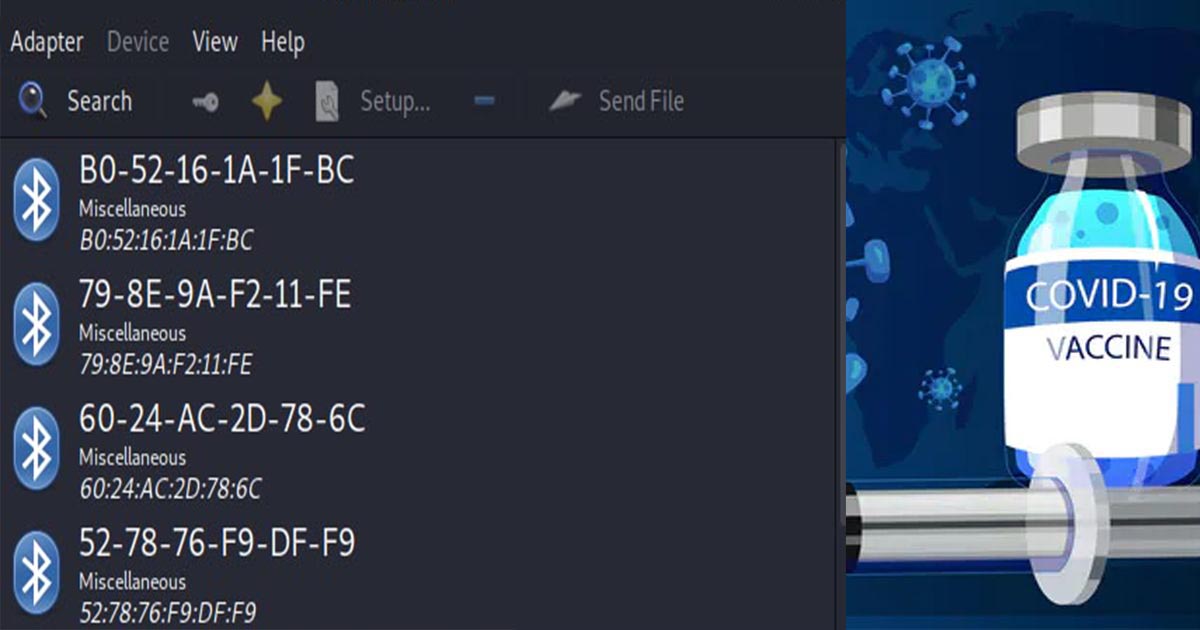 Adapter Device View Help
Search Setup... Send File
B0-52-16-1A-1F-BC
Miscellaneous
B0:52:16:1A:1F:BC
79-8E-9A-F2-11-FE
Miscellaneous
79:8E:9A:F2:11:FE
60-24-AC-2D-78-6C
Miscellaneous
60:24:AC:2D:78:6C
52-78-76-F9-DF-F9
Miscellaneous
52:78:76:F9:DF:F9
COVID-19
VACCINE